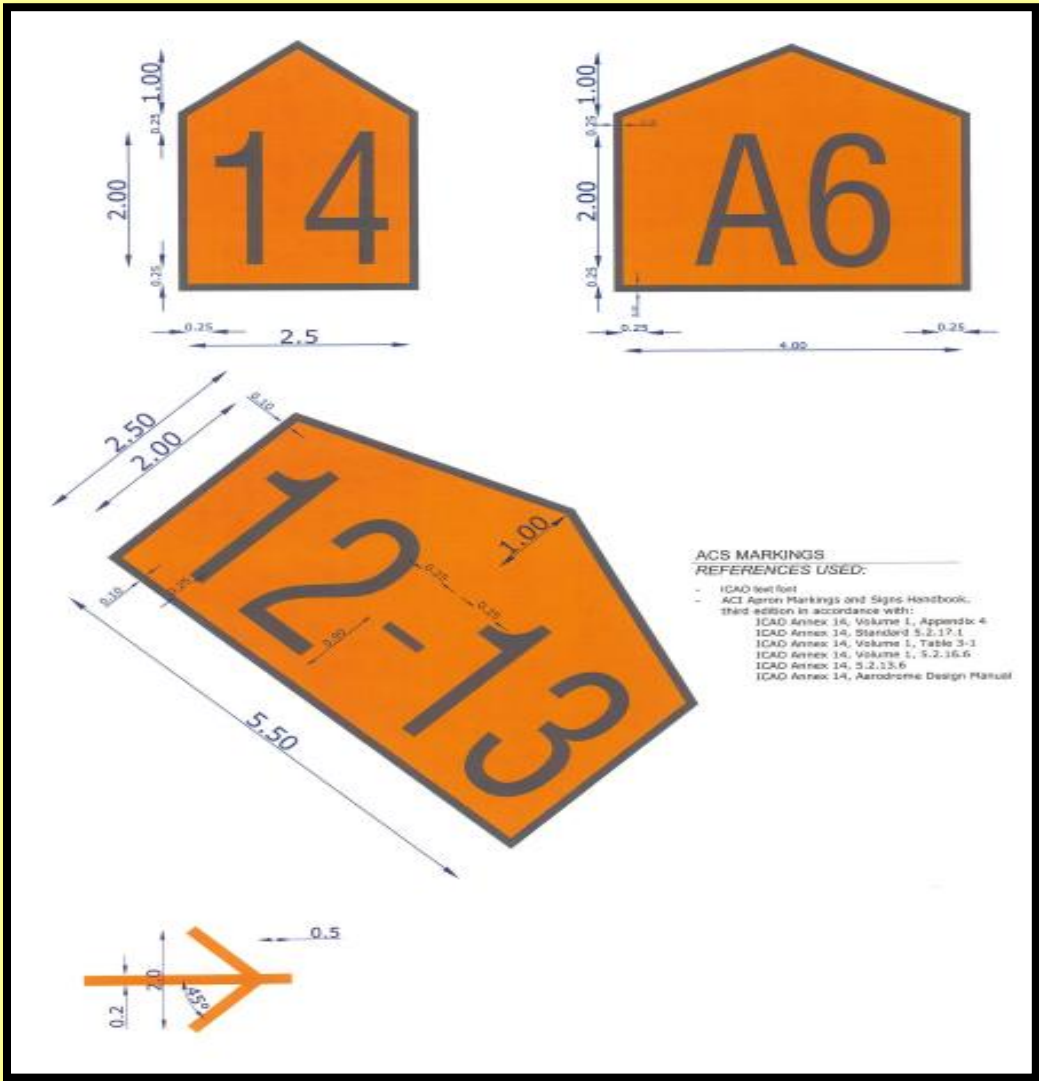 1.00
0.25
2.00
0.25
14
0.25
2.5
1.00
0.25
2.00
0.25
A6
0.25
4.00
0.25
2.50
2.00
0.10
12-13
1.00
0.25
0.25
0.10
0.25
0.90
5.50
ACS MARKINGS
REFERENCES USED:
- ICAO text font
- ACI Apron Markings and Signs Handbook,
third edition in accordance with:
ICAO Annex 14, Volume 1, Appendix 4
ICAO Annex 14, Standard 5.2.17.1
ICAO Annex 14, Volume 1, Table 3-1
ICAO Annex 14, Volume 1, 5.2.16.6
ICAO Annex 14, 5.2.13.6
ICAO Annex 14, Aerodrome Design Manual
0.5
2.0
45°
0.2